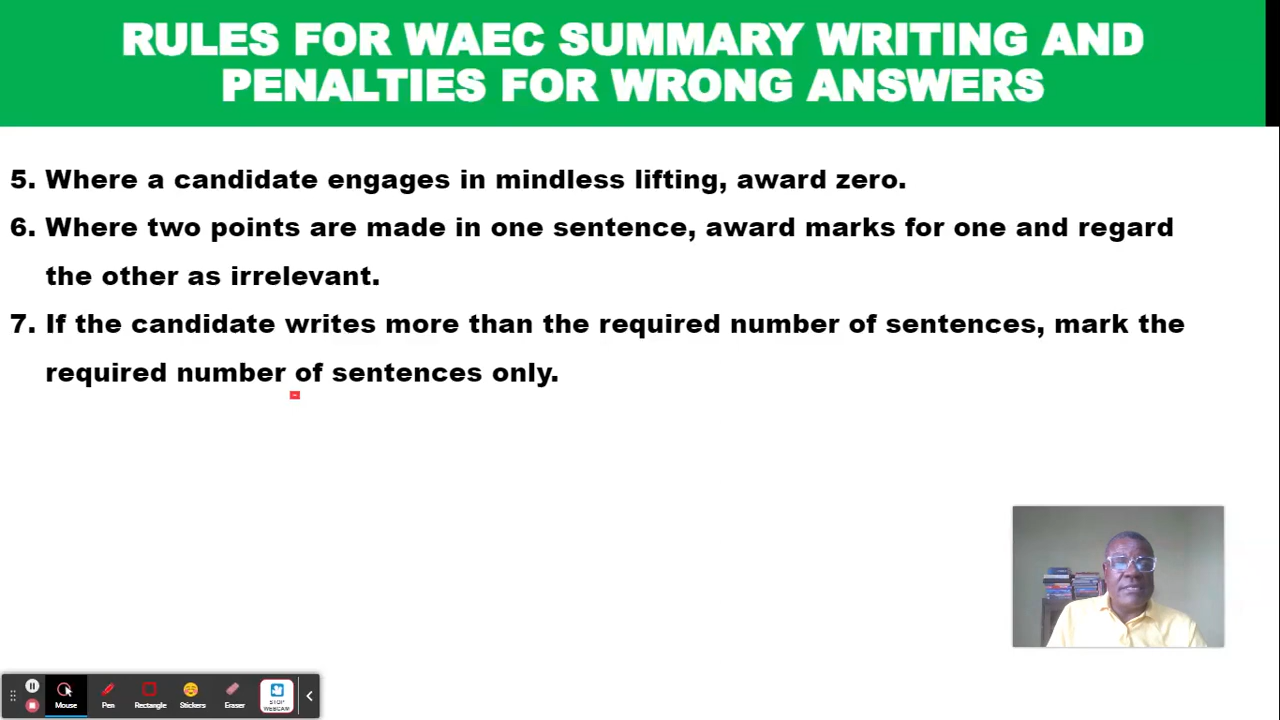 RULES FOR WAEC SUMMARY WRITING AND
PENALTIES FOR WRONG ANSWERS
5. Where a candidate engages in mindless lifting, award zero.
6. Where two points are made in one sentence, award marks for one and regard
the other as irrelevant.
7. If the candidate writes more than the required number of sentences, mark the
required number of sentences only.
Mouse
Pen
Rectangle
Stickers
Eraser
STOP
WEBCAM